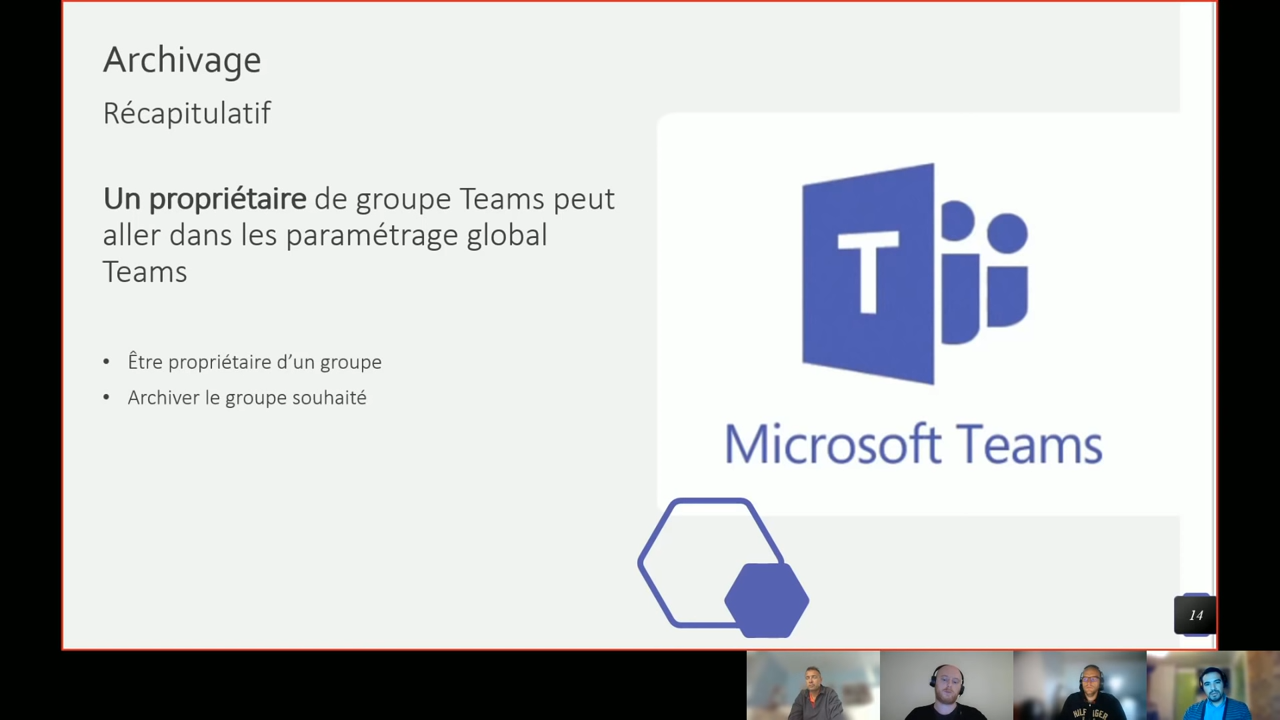 Archivage
Récapitulatif
Un propriétaire de groupe Teams peut
aller dans les paramétrage global
Teams
• Être propriétaire d’un groupe
• Archiver le groupe souhaité
T
Microsoft Teams
14